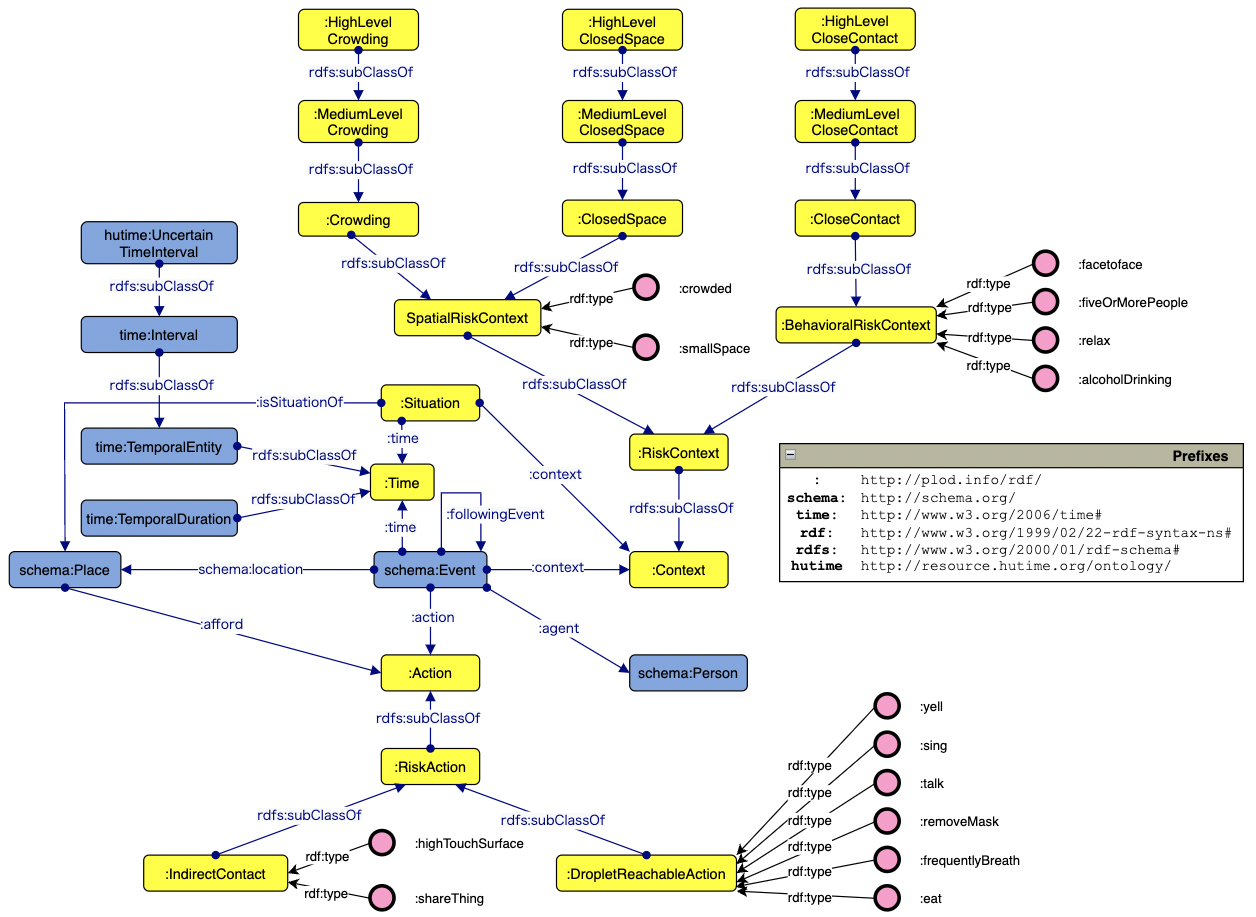 :HighLevel
Crowding
:HighLevel
ClosedSpace
:HighLevel
CloseContact
rdfs:subClassOf
rdfs:subClassOf
rdfs:subClassOf
:MediumLevel
Crowding
:MediumLevel
ClosedSpace
:MediumLevel
CloseContact
rdfs:subClassOf
rdfs:subClassOf
rdfs:subClassOf
:Crowding
:ClosedSpace
:CloseContact
hutime:Uncertain
TimeInterval
rdfs:subClassOf
rdfs:subClassOf
rdfs:subClassOf
:facetoface
rdfs:subClassOf
rdf:type
:crowded
rdf:type
:fiveOrMorePeople
rdf:type
SpatialRiskContext
:BehavioralRiskContext
time:Interval
rdf:type
:smallSpace
rdf:type
:relax
rdf:type
:alcoholDrinking
rdfs:subClassOf
rdfs:subClassOf
rdfs:subClassOf
:isSituationOf
:Situation
:time
time:TemporalEntity
rdfs:subClassOf
:RiskContext
:context
:Time
time:TemporalDuration
rdfs:subClassOf
:time
:followingEvent
rdfs:subClassOf
Prefixes
: http://plod.info/rdf/
schema: http://schema.org/
time: http://www.w3.org/2006/time#
rdf: http://www.w3.org/1999/02/22-rdf-syntax-ns#
rdfs: http://www.w3.org/2000/01/rdf-schema#
hutime http://resource.hutime.org/ontology/
schema:Place
schema:location
schema:Event
:context
:Context
:afford
:action
:agent
:Action
schema:Person
rdfs:subClassOf
:RiskAction
:yell
:sing
rdf:type
:talk
rdf:type
rdfs:subClassOf
rdfs:subClassOf
rdf:type
:removeMask
:highTouchSurface
rdf:type
rdf:type
:frequentlyBreath
:IndirectContact
:DropletReachableAction
rdf:type
rdf:type
:shareThing
rdf:type
:eat